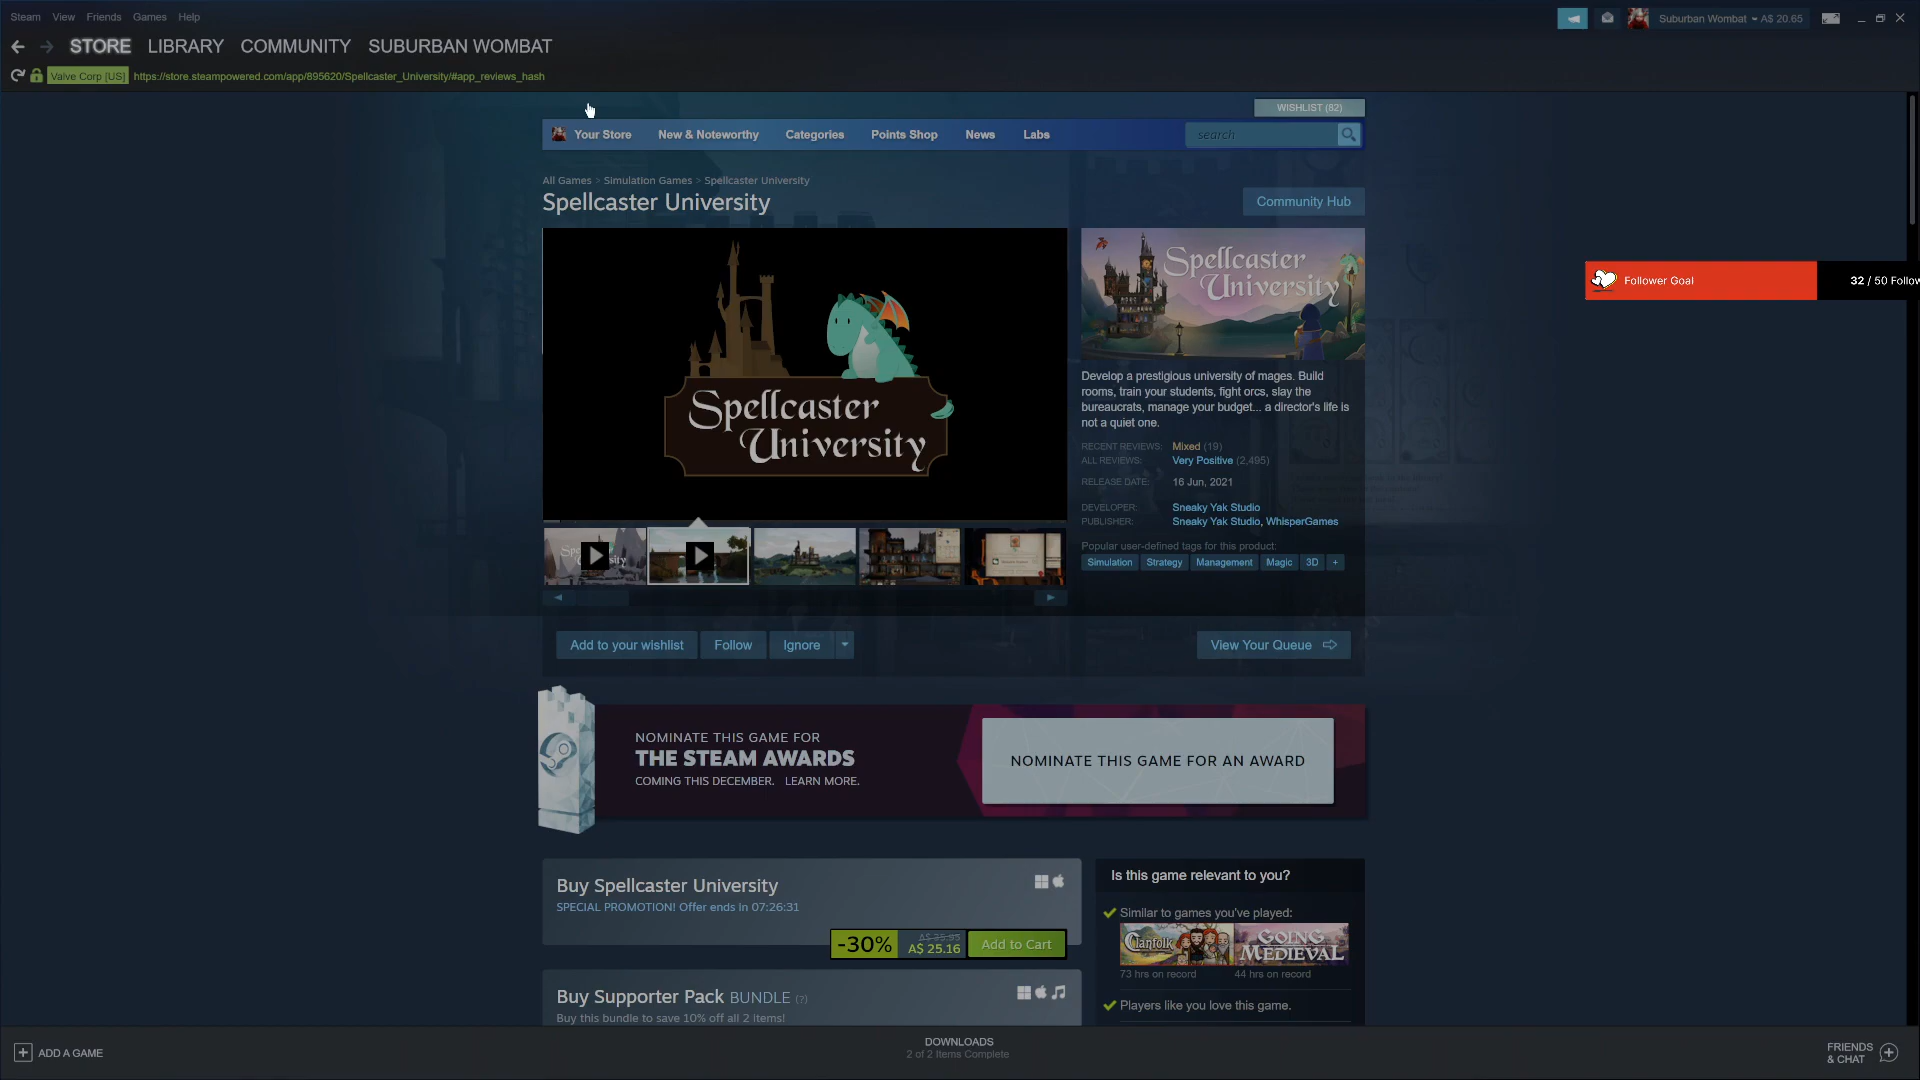 Steam View Friends Games Help
Suburban Wombat A$ 20.65
STORE LIBRARY COMMUNITY SUBURBAN WOMBAT
Valve Corp [US] https://store.steampowered.com/app/895620/Spellcaster_University/#app_reviews_hash
WISHLIST (82)
Your Store New & Noteworthy Categories Points Shop News Labs search
All Games > Simulation Games > Spellcaster University
Spellcaster University
Community Hub
Spellcaster
University
Spellcaster
University
Follower Goal 32 / 50 Follow
Develop a prestigious university of mages. Build
rooms, train your students, fight orcs, slay the
bureaucrats, manage your budget... a director's life is
not a quiet one.
RECENT REVIEWS: Mixed (19)
ALL REVIEWS: Very Positive (2,495)
RELEASE DATE: 16 Jun, 2021
DEVELOPER: Sneaky Yak Studio
PUBLISHER: Sneaky Yak Studio, WhisperGames
Popular user-defined tags for this product:
Simulation Strategy Management Magic 3D +
Add to your wishlist Follow Ignore View Your Queue
NOMINATE THIS GAME FOR
THE STEAM AWARDS
COMING THIS DECEMBER. LEARN MORE.
NOMINATE THIS GAME FOR AN AWARD
Buy Spellcaster University
SPECIAL PROMOTION! Offer ends in 07:26:31
-30% A$ 25.16 Add to Cart
Is this game relevant to you?
Similar to games you've played:
Clanfolk GOING MEDIEVAL
73 hrs on record 44 hrs on record
Players like you love this game.
Buy Supporter Pack BUNDLE (?)
Buy this bundle to save 10% off all 2 items!
ADD A GAME
DOWNLOADS
2 of 2 Items Complete
FRIENDS
& CHAT